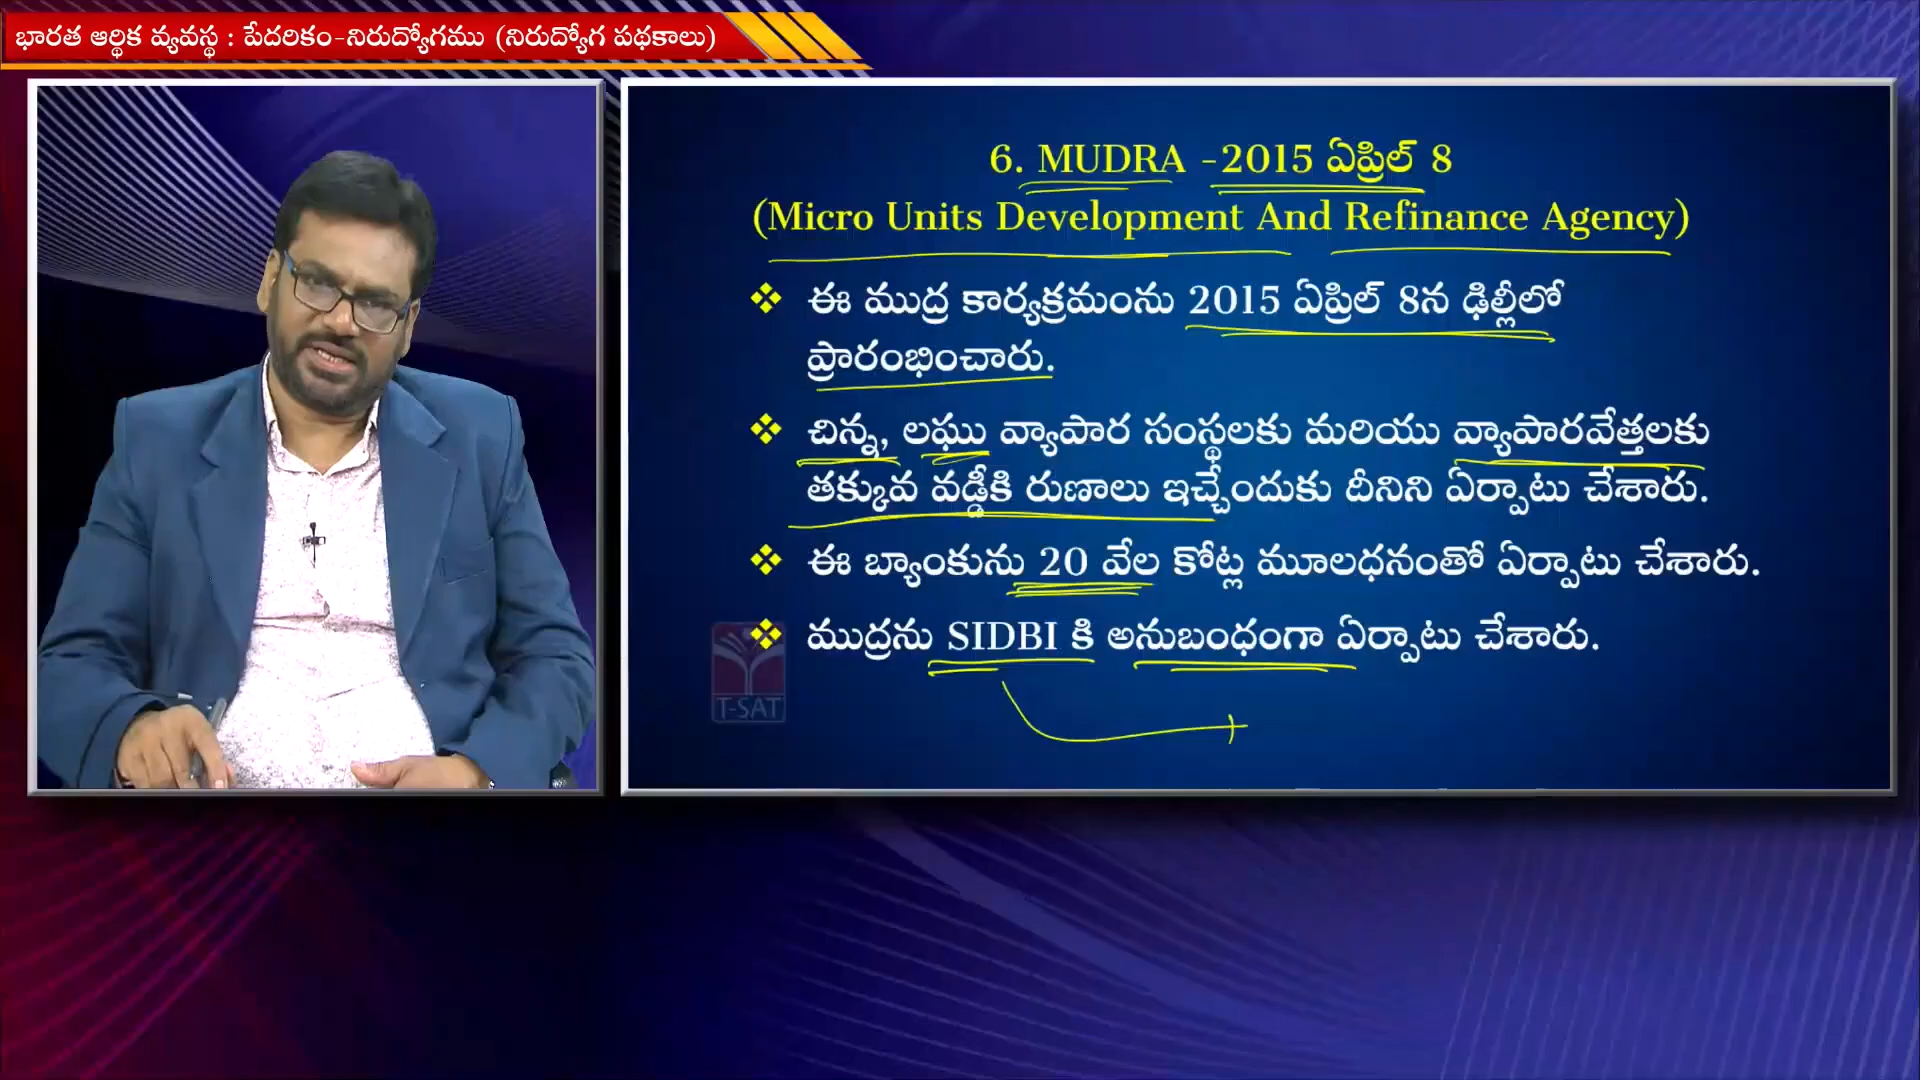 భారత ఆర్థిక వ్యవస్థ : పేదరికం-నిరుద్యోగము (నిరుద్యోగ పథకాలు)
6. MUDRA -2015 ఏప్రిల్ 8
(Micro Units Development And Refinance Agency)
❖ ఈ ముద్ర కార్యక్రమంను 2015 ఏప్రిల్ 8న ఢిల్లీలో
ప్రారంభించారు.
❖ చిన్న, లఘు వ్యాపార సంస్థలకు మరియు వ్యాపారవేత్తలకు
తక్కువ వడ్డీకి రుణాలు ఇచ్చేందుకు దీనిని ఏర్పాటు చేశారు.
❖ ఈ బ్యాంకును 20 వేల కోట్ల మూలధనంతో ఏర్పాటు చేశారు.
❖ ముద్రను SIDBI కి అనుబంధంగా ఏర్పాటు చేశారు.
T-SAT